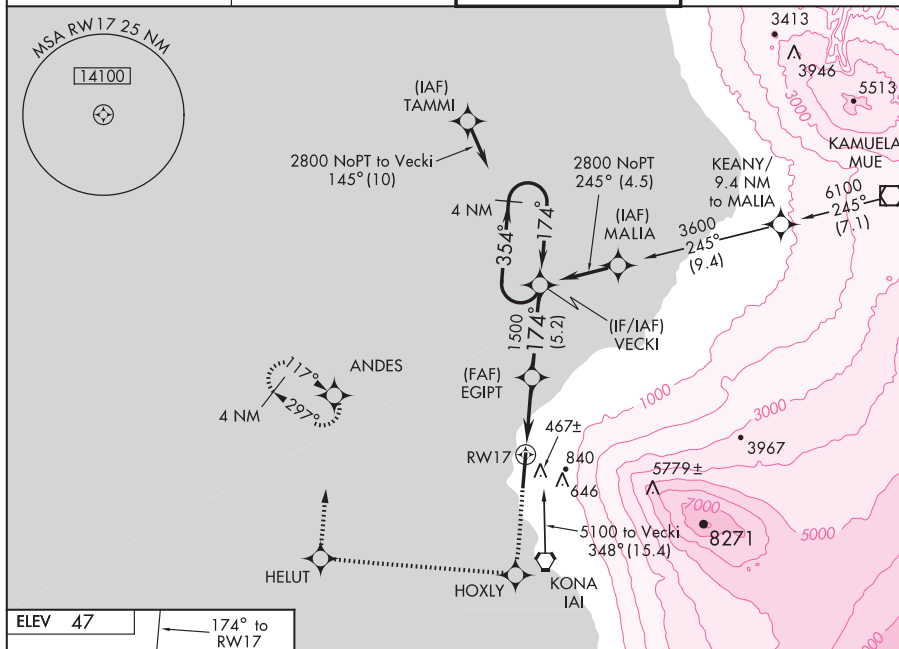 MSA RW17 25 NM
14100
(IAF)
TAMMI
2800 NoPT to Vecki
145° (10)
4 NM
354°
174°
2800 NoPT
245° (4.5)
(IAF)
MALIA
KEANY/
9.4 NM
to MALIA
3600
245°
(9.4)
KAMUELA
MUE
6100
245°
(7.1)
3413
3946
5513
3000
(IF/IAF)
VECKI
1500
174°
(5.2)
(FAF)
EGIPT
ANDES
117°
297°
4 NM
1000
3000
RW17
467±
840
646
3967
5779±
7000
8271
5000
5100 to Vecki
348° (15.4)
HELUT
HOXLY
KONA
IAI
ELEV 47
174° to
RW17